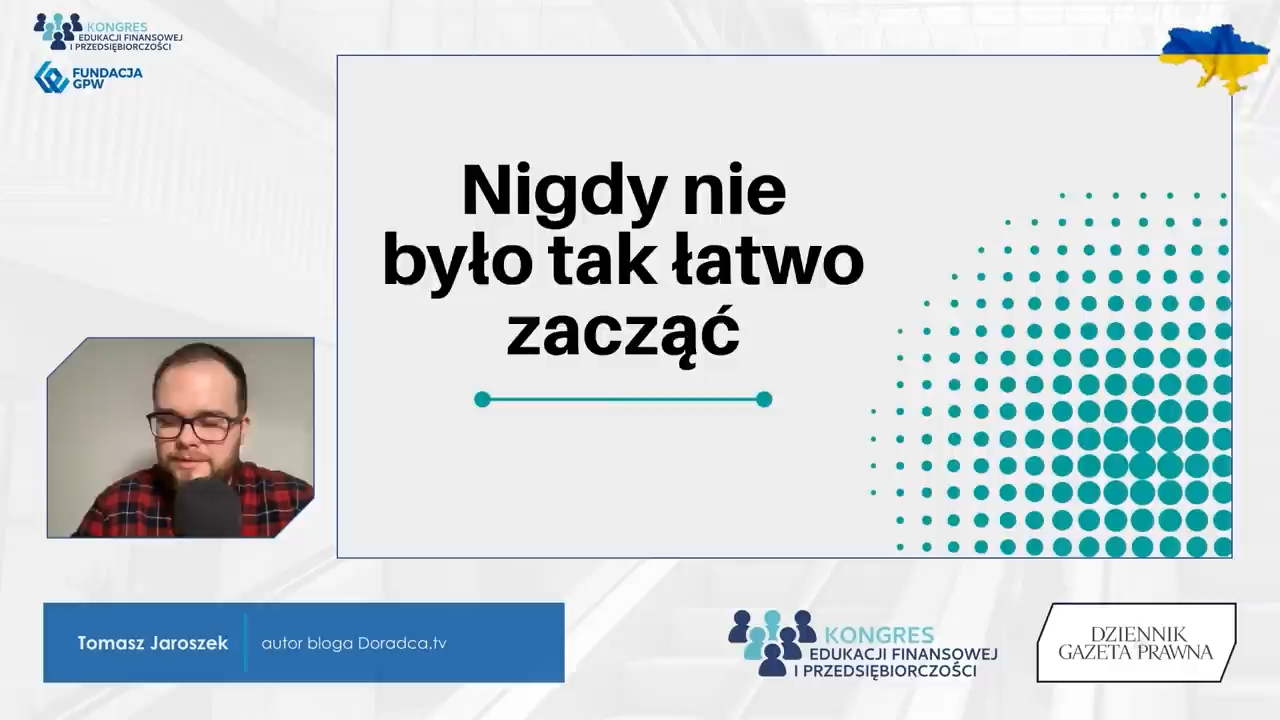 KONGRES
EDUKACJI FINANSOWEJ
I PRZEDSIĘBIORCZOŚCI
FUNDACJA
GPW
Nigdy nie
było tak łatwo
zacząć
Tomasz Jaroszek
autor bloga Doradca.tv
KONGRES
EDUKACJI FINANSOWEJ
I PRZEDSIĘBIORCZOŚCI
DZIENNIK
GAZETA PRAWNA